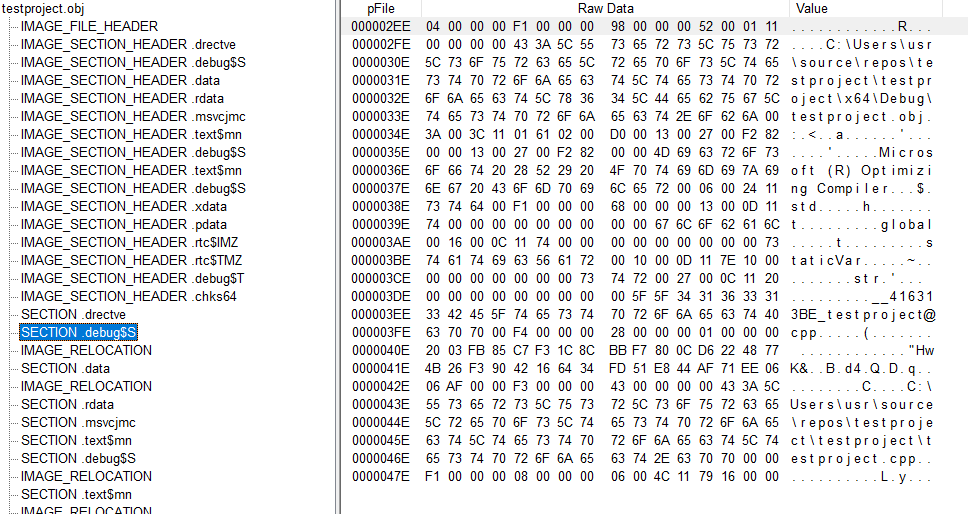 testproject.obj
IMAGE_FILE_HEADER
IMAGE_SECTION_HEADER .drectve
IMAGE_SECTION_HEADER .debug$S
IMAGE_SECTION_HEADER .data
IMAGE_SECTION_HEADER .rdata
IMAGE_SECTION_HEADER .msvcjmc
IMAGE_SECTION_HEADER .text$mn
IMAGE_SECTION_HEADER .debug$S
IMAGE_SECTION_HEADER .text$mn
IMAGE_SECTION_HEADER .debug$S
IMAGE_SECTION_HEADER .xdata
IMAGE_SECTION_HEADER .pdata
IMAGE_SECTION_HEADER .rtc$IMZ
IMAGE_SECTION_HEADER .rtc$TMZ
IMAGE_SECTION_HEADER .debug$T
IMAGE_SECTION_HEADER .chks64
SECTION .drectve
SECTION .debug$S
IMAGE_RELOCATION
SECTION .data
IMAGE_RELOCATION
SECTION .rdata
SECTION .msvcjmc
SECTION .text$mn
SECTION .debug$S
IMAGE_RELOCATION
SECTION .text$mn
IMAGE_RELOCATION
pFile Raw Data Value
000002EE 04 00 00 00 F1 00 00 00 98 00 00 00 52 00 01 11 ............R...
000002FE 00 00 00 00 43 3A 5C 55 73 65 72 73 5C 75 73 72 ....C:\Users\usr
0000030E 5C 73 6F 75 72 63 65 5C 72 65 70 6F 73 5C 74 65 \source\repos\te
0000031E 73 74 70 72 6F 6A 65 63 74 5C 74 65 73 74 70 72 stproject\testpr
0000032E 6F 6A 65 63 74 5C 78 36 34 5C 44 65 62 75 67 5C oject\x64\Debug\
0000033E 74 65 73 74 70 72 6F 6A 65 63 74 2E 6F 62 6A 00 testproject.obj.
0000034E 3A 00 3C 11 01 61 02 00 D0 00 13 00 27 00 F2 82 :.<..a......'...
0000035E 00 00 13 00 27 00 F2 82 00 00 4D 69 63 72 6F 73 ....'.....Micros
0000036E 6F 66 74 20 28 52 29 20 4F 70 74 69 6D 69 7A 69 oft (R) Optimizi
0000037E 6E 67 20 43 6F 6D 70 69 6C 65 72 00 06 00 24 11 ng Compiler...$.
0000038E 73 74 64 00 F1 00 00 00 68 00 00 00 13 00 0D 11 std.....h.......
0000039E 74 00 00 00 00 00 00 00 00 00 67 6C 6F 62 61 6C t.........global
000003AE 00 16 00 0C 11 74 00 00 00 00 00 00 00 00 00 73 .....t.........s
000003BE 74 61 74 69 63 56 61 72 00 10 00 0D 11 7E 10 00 taticVar.....~..
000003CE 00 00 00 00 00 00 00 73 74 72 00 27 00 0C 11 20 .......str.'...
000003DE 00 00 00 00 00 00 00 00 00 5F 5F 34 31 36 33 31 .........__41631
000003EE 33 42 45 5F 74 65 73 74 70 72 6F 6A 65 63 74 40 3BE_testproject@
000003FE 63 70 70 00 F4 00 00 00 28 00 00 00 01 00 00 00 cpp.....(.......
0000040E 20 03 FB 85 C7 F3 1C 8C BB F7 80 0C D6 22 48 77 ............."Hw
0000041E 4B 26 F3 90 42 16 64 34 FD 51 E8 44 AF 71 EE 06 K&..B.d4.Q.D.q..
0000042E 06 AF 00 00 F3 00 00 00 43 00 00 00 00 43 3A 5C ........C....C:\
0000043E 55 73 65 72 73 5C 75 73 72 5C 73 6F 75 72 63 65 Users\usr\source
0000044E 5C 72 65 70 6F 73 5C 74 65 73 74 70 72 6F 6A 65 \repos\testproje
0000045E 63 74 5C 74 65 73 74 70 72 6F 6A 65 63 74 5C 74 ct\testproject\t
0000046E 65 73 74 70 72 6F 6A 65 63 74 2E 63 70 70 00 00 estproject.cpp..
0000047E F1 00 00 00 08 00 00 00 06 00 4C 11 79 16 00 00 ..........L.y...